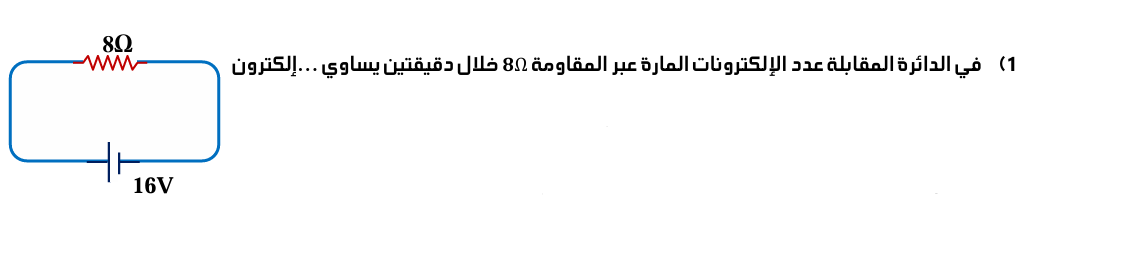 8Ω
1) في الدائرة المقابلة عدد الإلكترونات المارة عبر المقاومة 8Ω خلال دقيقتين يساوي ...إلكترون
16V